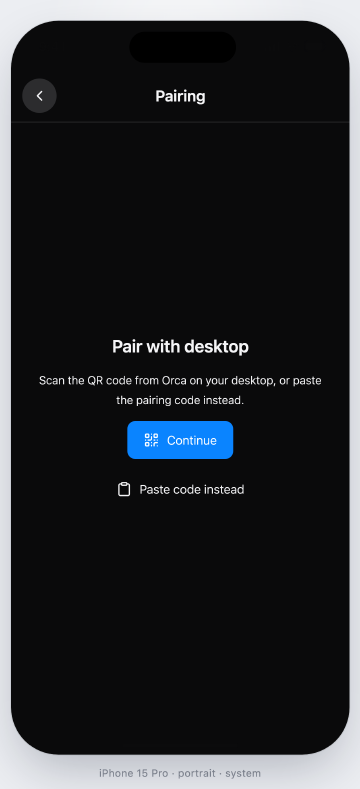 Pairing
Pair with desktop
Scan the QR code from Orca on your desktop, or paste
the pairing code instead.
Continue
Paste code instead
iPhone 15 Pro · portrait · system